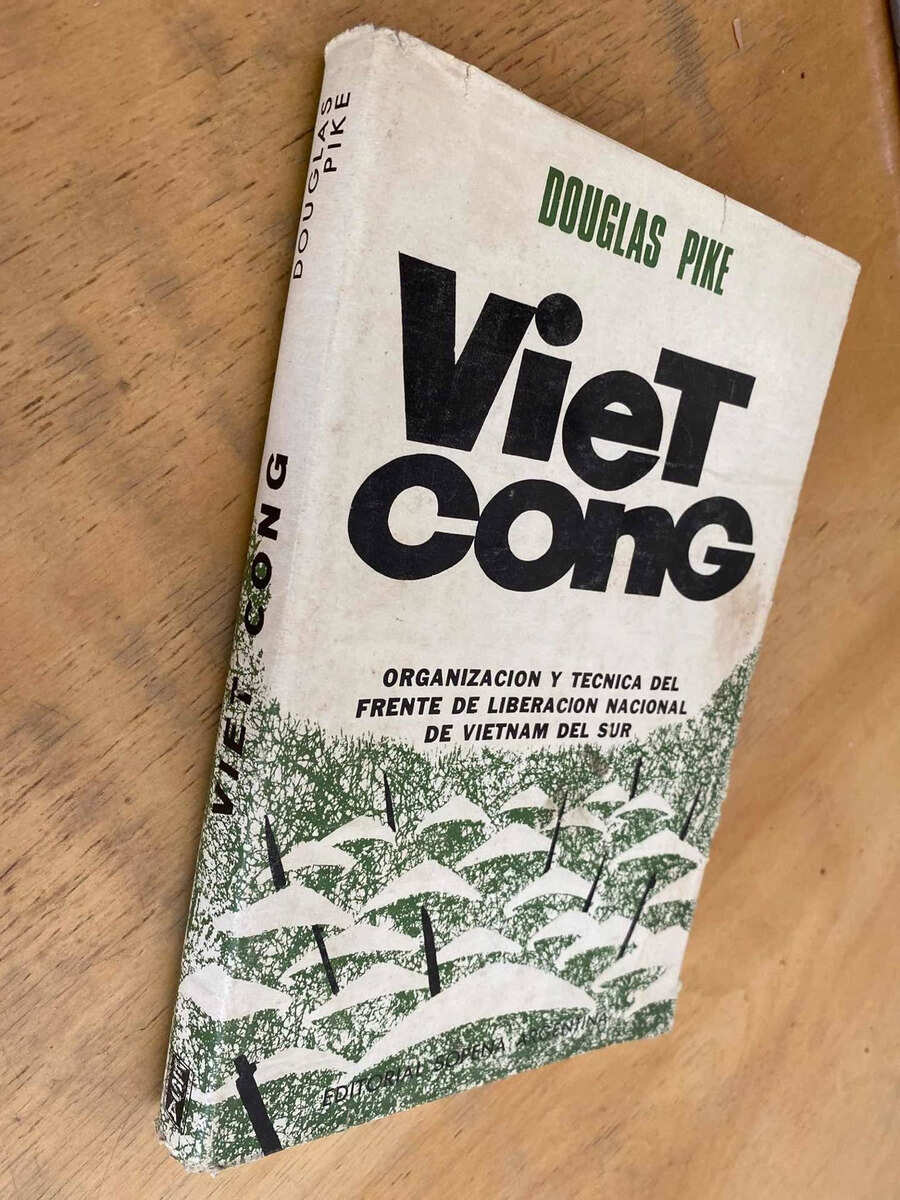 DOUGLAS PIKE
VIET CONG
DOUGLAS PIKE
VieT
conG
ORGANIZACION Y TECNICA DEL
FRENTE DE LIBERACION NACIONAL
DE VIETNAM DEL SUR
EDITORIAL SOPENA ARGENTINA